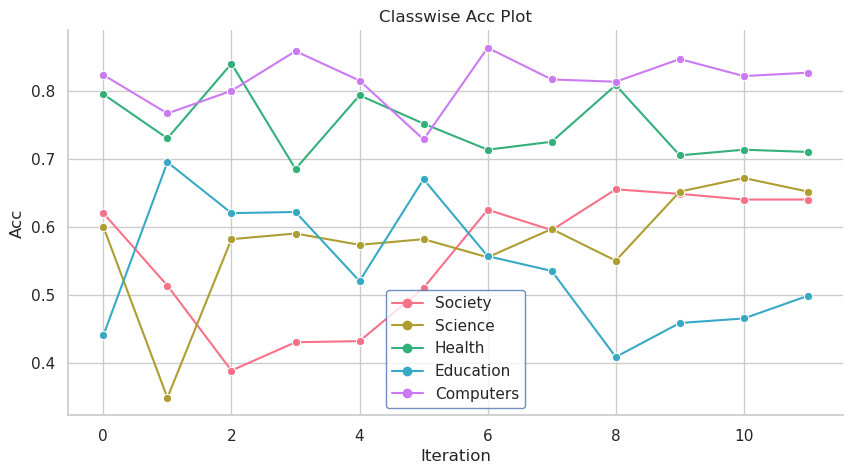 Classwise Acc Plot
Acc
0.8
0.7
0.6
0.5
0.4
Society
Science
Health
Education
Computers
0 2 4 6 8 10
Iteration